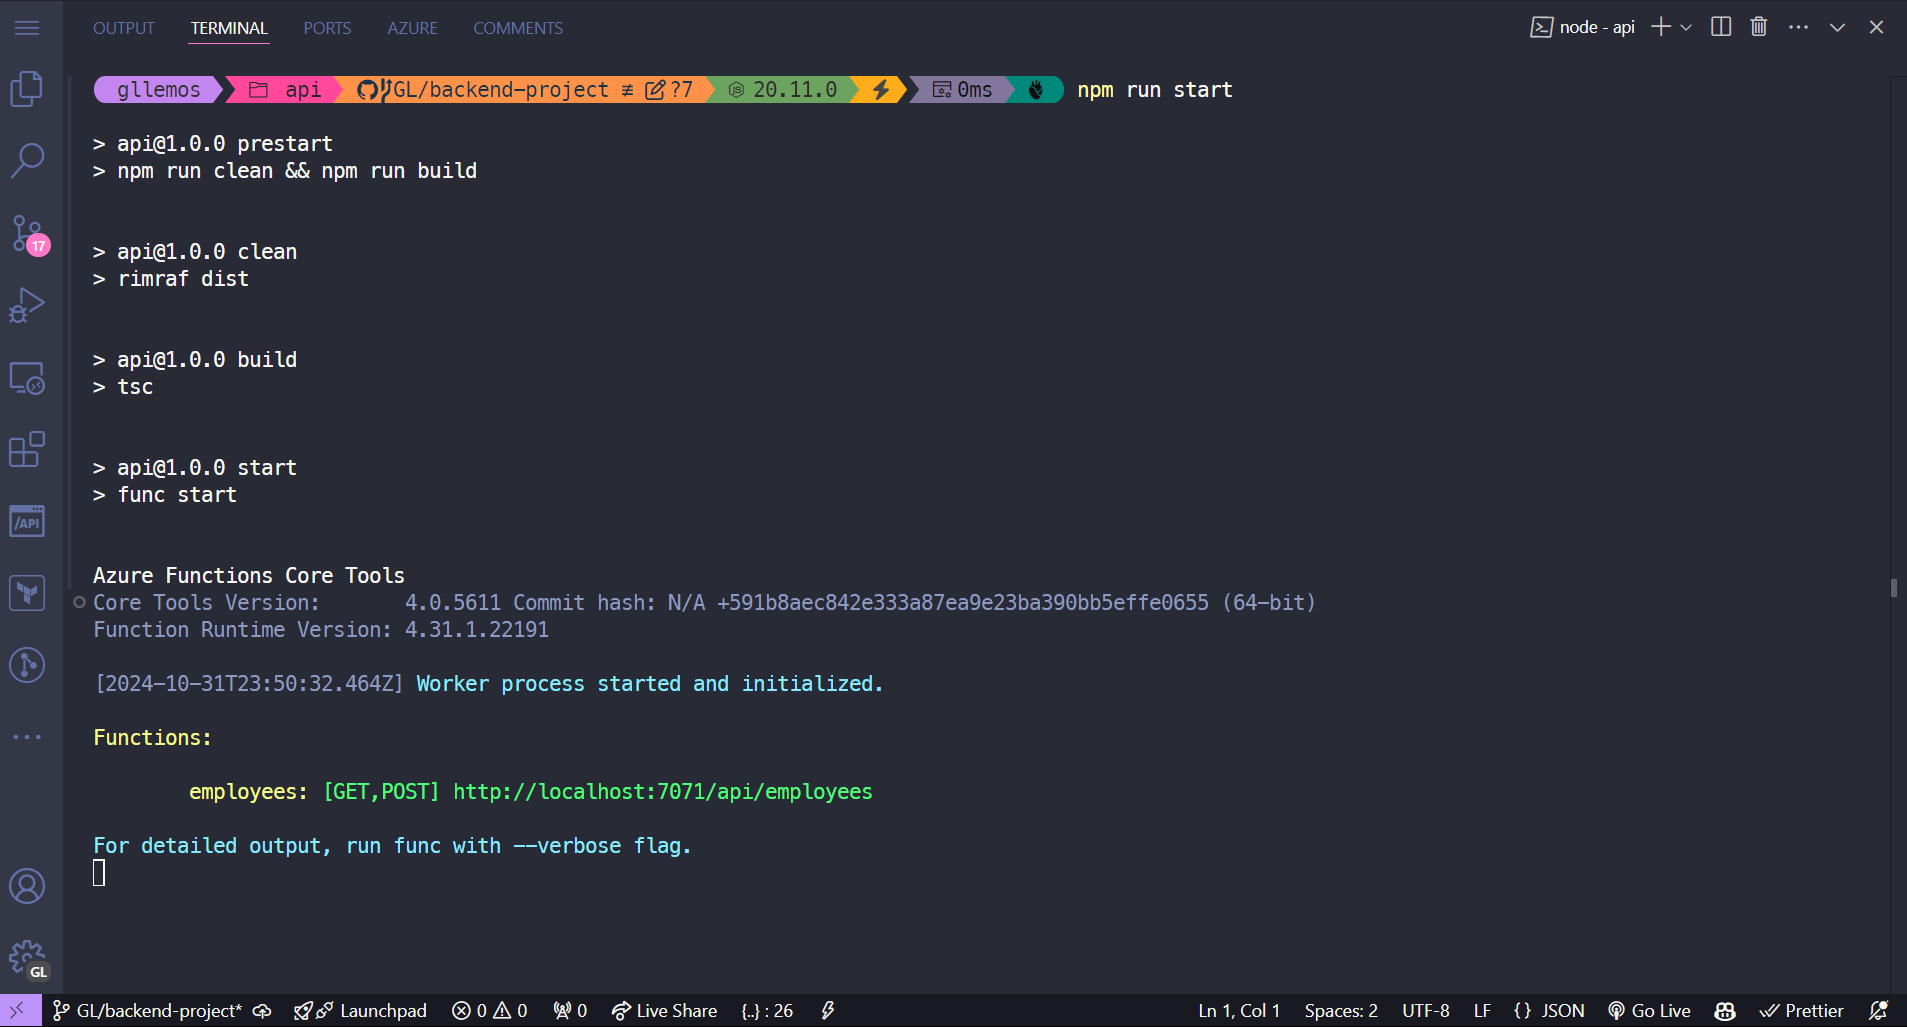 OUTPUT TERMINAL PORTS AZURE COMMENTS node - api
gllemos api GL/backend-project ≢ ?7 20.11.0 0ms npm run start
> api@1.0.0 prestart
> npm run clean && npm run build
17
> api@1.0.0 clean
> rimraf dist
> api@1.0.0 build
> tsc
> api@1.0.0 start
> func start
/API
Azure Functions Core Tools
Core Tools Version: 4.0.5611 Commit hash: N/A +591b8aec842e333a87ea9e23ba390bb5effe0655 (64-bit)
Function Runtime Version: 4.31.1.22191
[2024-10-31T23:50:32.464Z] Worker process started and initialized.
Functions:
employees: [GET,POST] http://localhost:7071/api/employees
For detailed output, run func with --verbose flag.
GL
GL/backend-project* Launchpad 0 0 0 Live Share {..} : 26 Ln 1, Col 1 Spaces: 2 UTF-8 LF {} JSON Go Live Prettier